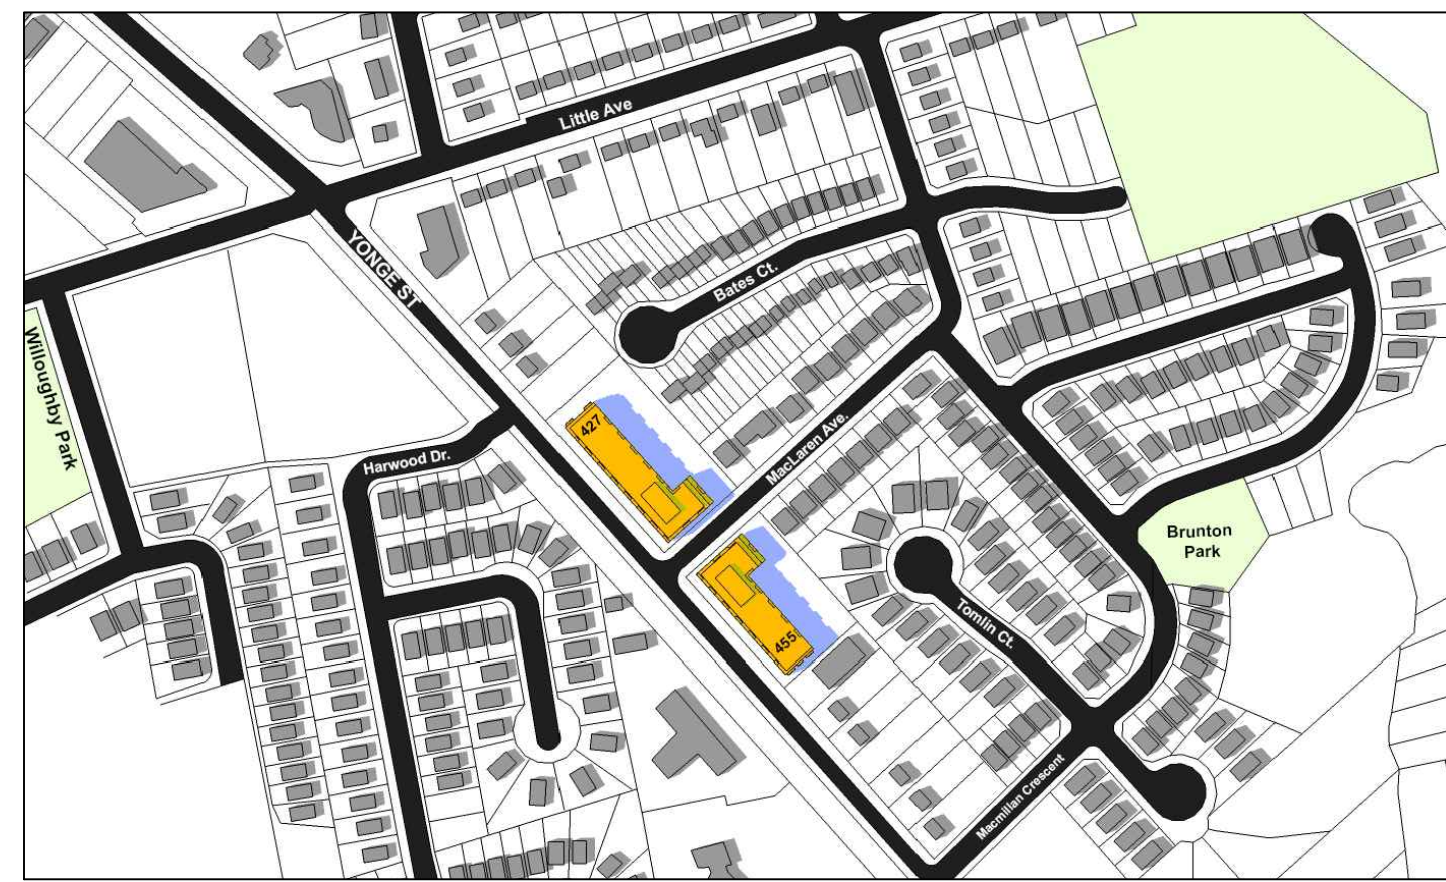 Little Ave
YONGE ST
Bates Ct.
Willoughby Park
427
MacLaren Ave.
Harwood Dr.
Brunton
Park
455
Tomlin Ct.
Macmillan Crescent